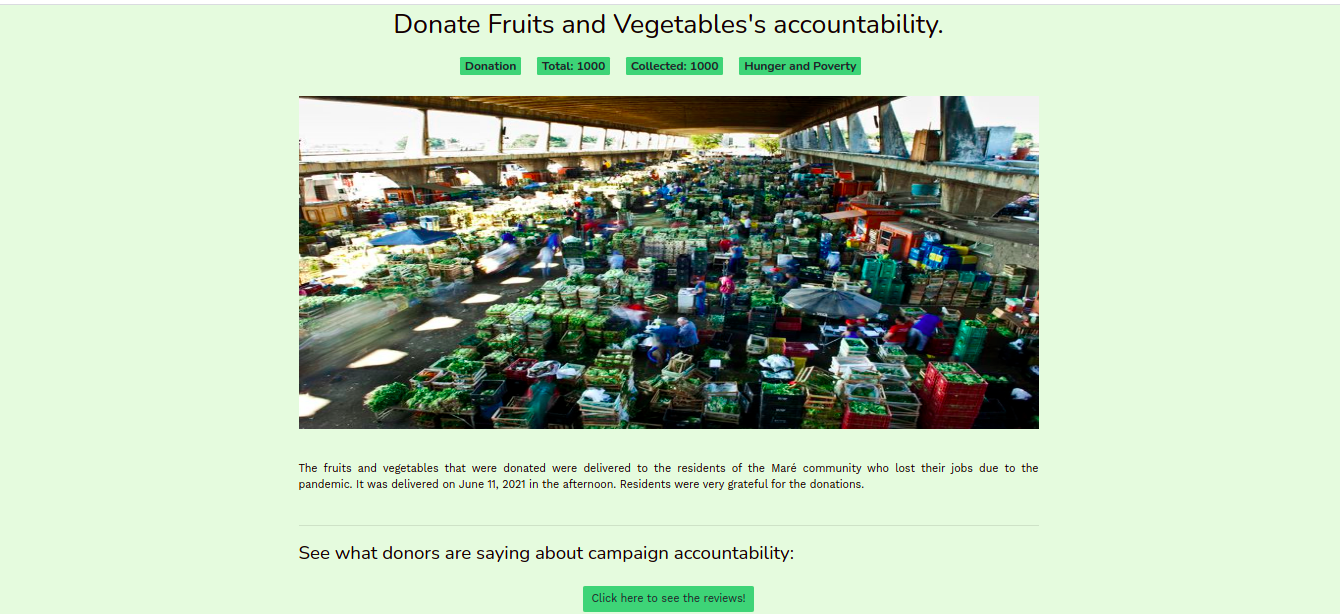 Donate Fruits and Vegetables's accountability.
Donation Total: 1000 Collected: 1000 Hunger and Poverty
The fruits and vegetables that were donated were delivered to the residents of the Maré community who lost their jobs due to the
pandemic. It was delivered on June 11, 2021 in the afternoon. Residents were very grateful for the donations.
See what donors are saying about campaign accountability:
Click here to see the reviews!